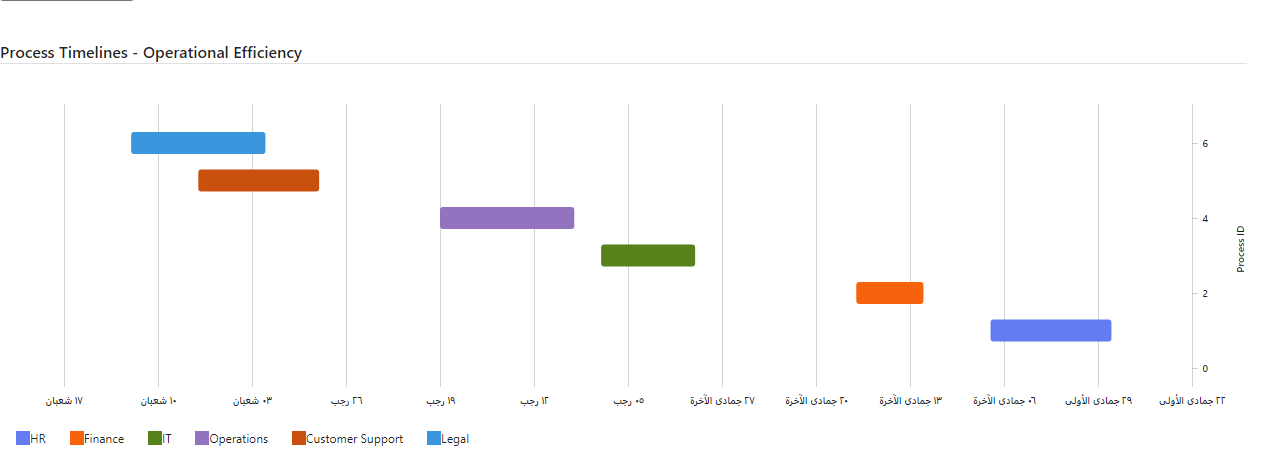 Process Timelines - Operational Efficiency
6
4
2
0
Process ID
٢٢ جمادى الأولى
٢٩ جمادى الأولى
٠٦ جمادى الآخرة
١٣ جمادى الآخرة
٢٠ جمادى الآخرة
٢٧ جمادى الآخرة
٠٥ رجب
١٢ رجب
١٩ رجب
٢٦ رجب
٠٣ شعبان
١٠ شعبان
١٧ شعبان
HR Finance IT Operations Customer Support Legal